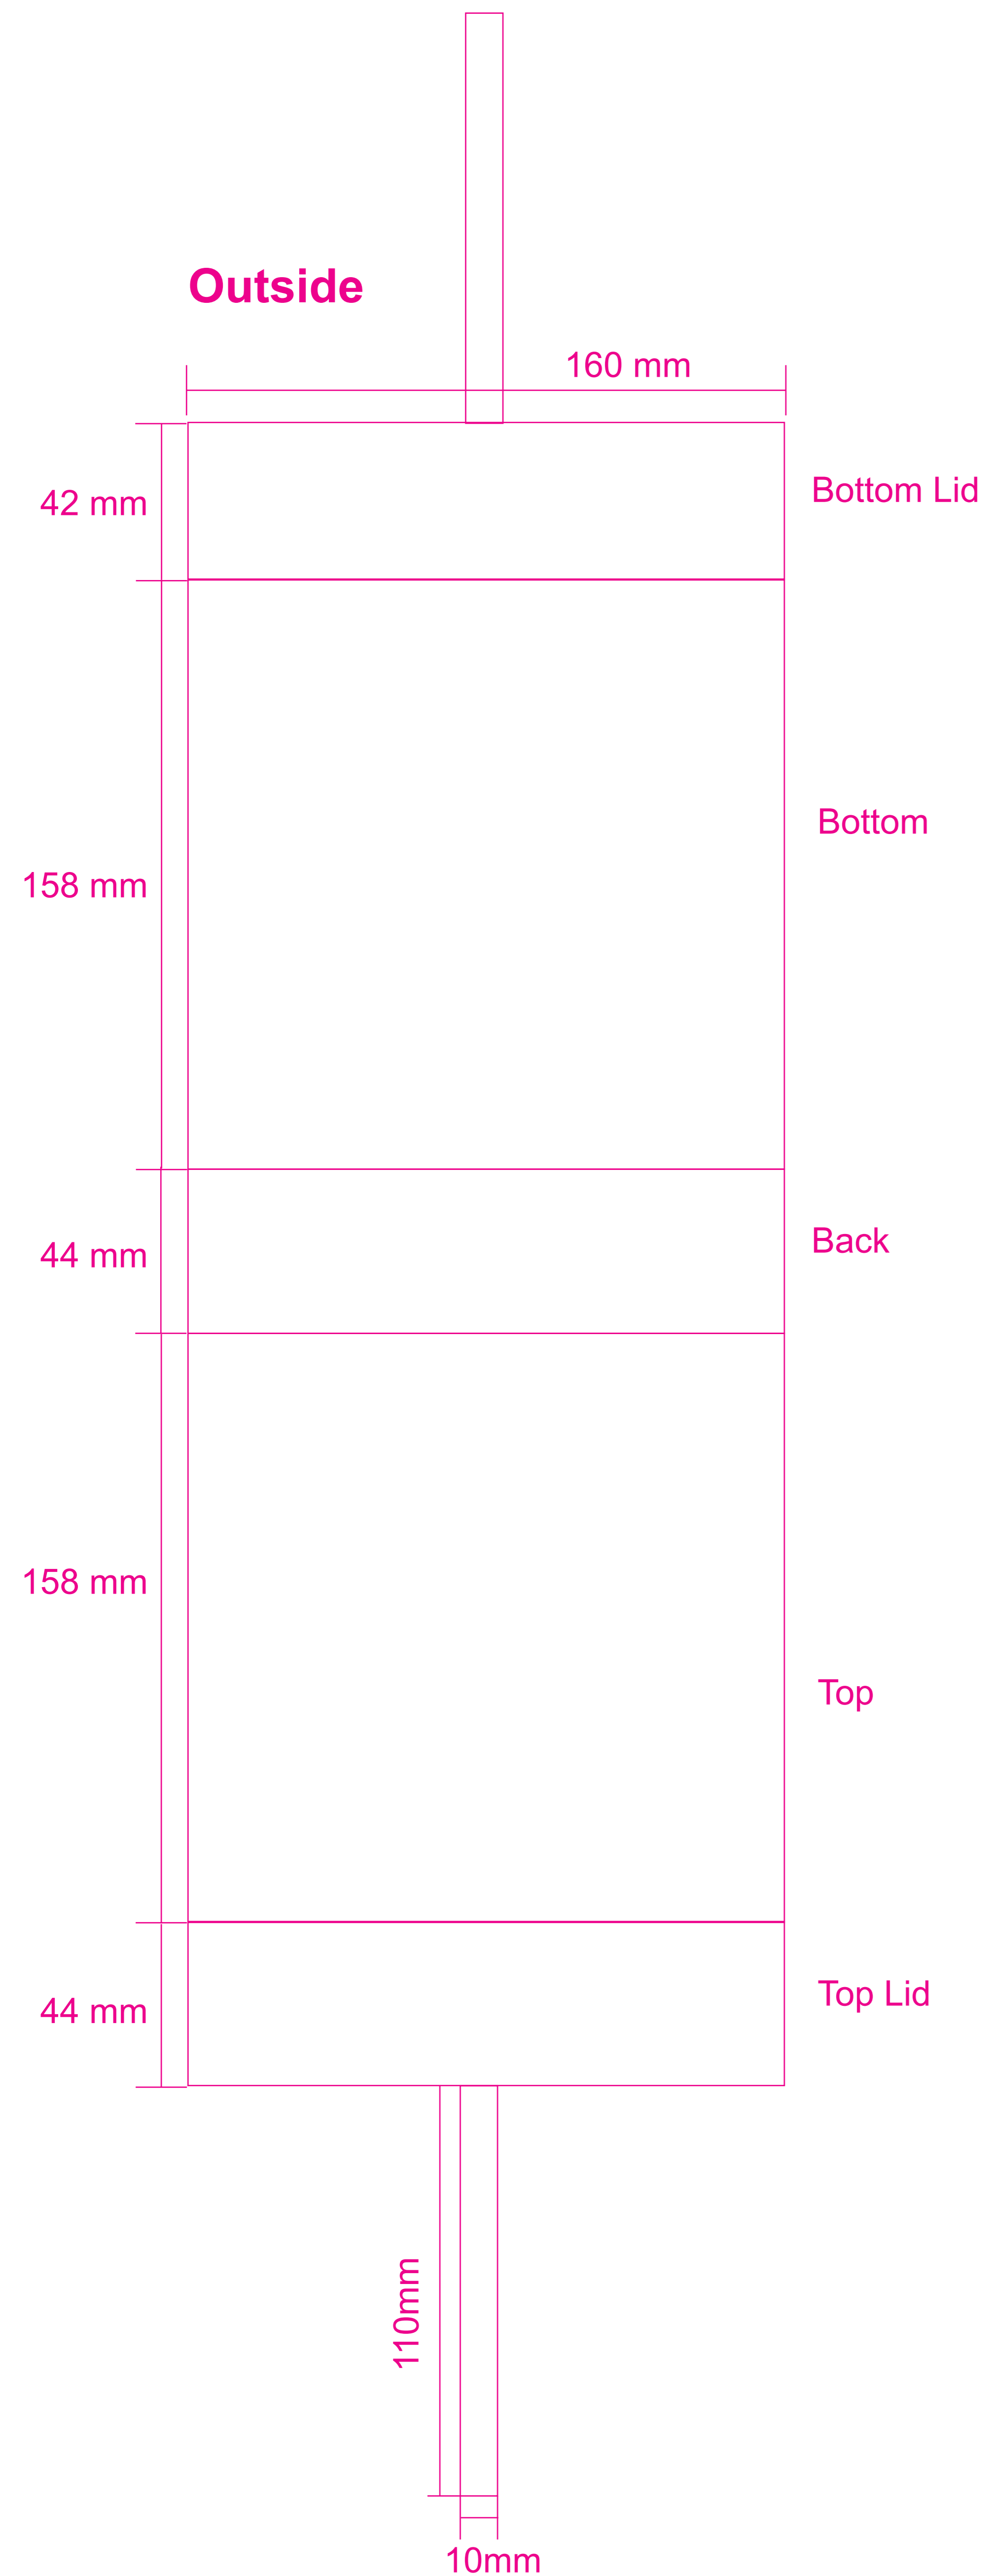 Outside
160 mm
42 mm
Bottom Lid
Bottom
158 mm
Back
44 mm
158 mm
Top
Top Lid
44 mm
110mm
10mm